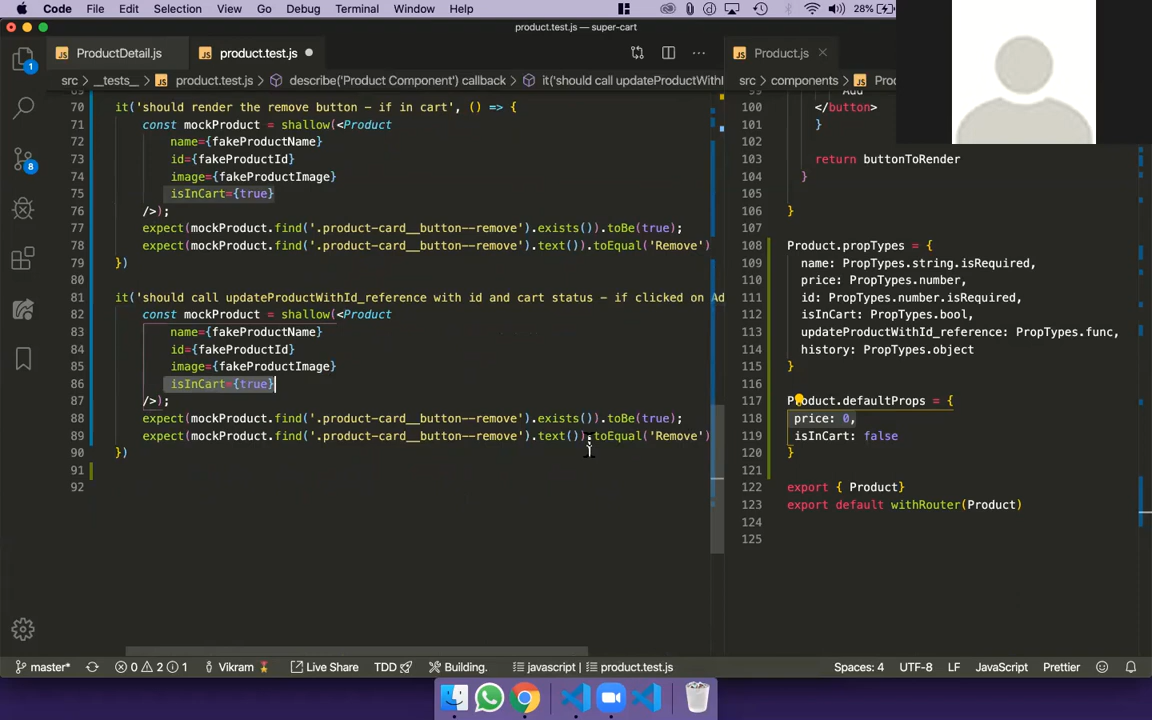 Code File Edit Selection View Go Debug Terminal Window Help 28%
product.test.js — super-cart
ProductDetail.js product.test.js Product.js
src > __tests__ > product.test.js > describe('Product Component') callback > it('should call updateProductWithI
src > components > Proc
70 it('should render the remove button – if in cart', () => {
71 const mockProduct = shallow(<Product
72 name={fakeProductName}
73 id={fakeProductId}
74 image={fakeProductImage}
75 isInCart={true}
76 />);
77 expect(mockProduct.find('.product-card__button--remove').exists()).toBe(true);
78 expect(mockProduct.find('.product-card__button--remove').text()).toEqual('Remove')
79 })
80
81 it('should call updateProductWithId_reference with id and cart status – if clicked on Ad
82 const mockProduct = shallow(<Product
83 name={fakeProductName}
84 id={fakeProductId}
85 image={fakeProductImage}
86 isInCart={true}
87 />);
88 expect(mockProduct.find('.product-card__button--remove').exists()).toBe(true);
89 expect(mockProduct.find('.product-card__button--remove').text()).toEqual('Remove')
90 })
91
92
Add
100 </button>
101 }
102
103 return buttonToRender
104 }
105
106 }
107
108 Product.propTypes = {
109 name: PropTypes.string.isRequired,
110 price: PropTypes.number,
111 id: PropTypes.number.isRequired,
112 isInCart: PropTypes.bool,
113 updateProductWithId_reference: PropTypes.func,
114 history: PropTypes.object
115 }
116
117 Product.defaultProps = {
118 price: 0,
119 isInCart: false
120 }
121
122 export { Product}
123 export default withRouter(Product)
124
125
1
8
master* 0 2 1 Vikram Live Share TDD Building. javascript | product.test.js Spaces: 4 UTF-8 LF JavaScript Prettier